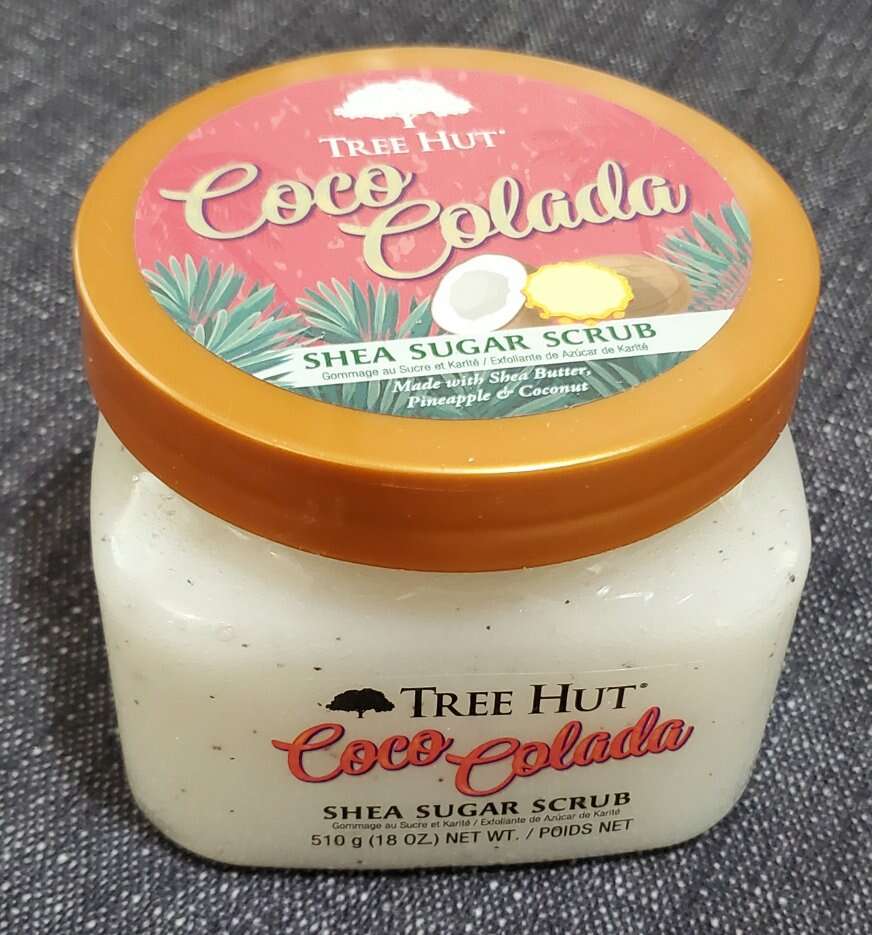 TREE HUT®
Coco Colada
SHEA SUGAR SCRUB
Gommage au Sucre et Karité / Exfoliante de Azúcar de Karité
Made with Shea Butter,
Pineapple & Coconut
TREE HUT®
Coco Colada
SHEA SUGAR SCRUB
Gommage au Sucre et Karité / Exfoliante de Azúcar de Karité
510 g (18 OZ.) NET WT. / POIDS NET